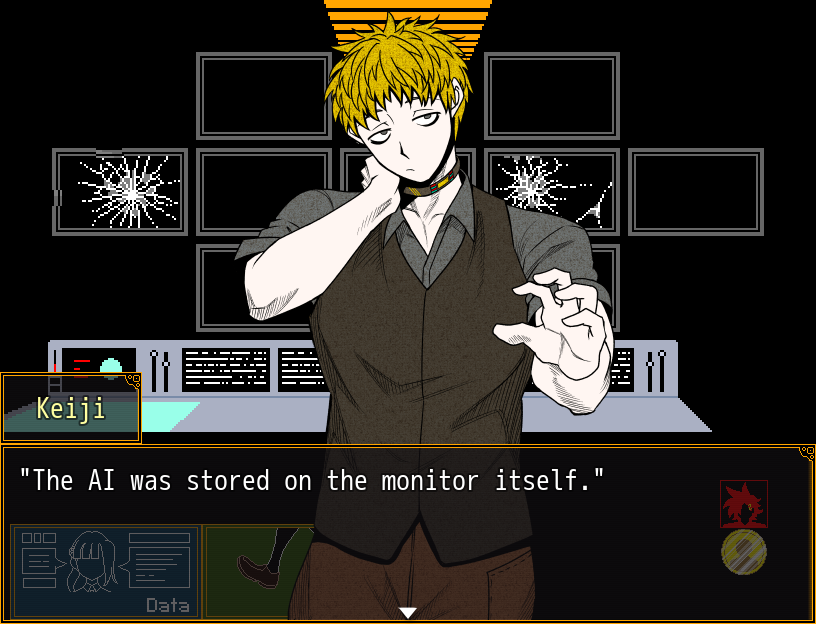 Keiji
"The AI was stored on the monitor itself."
Data